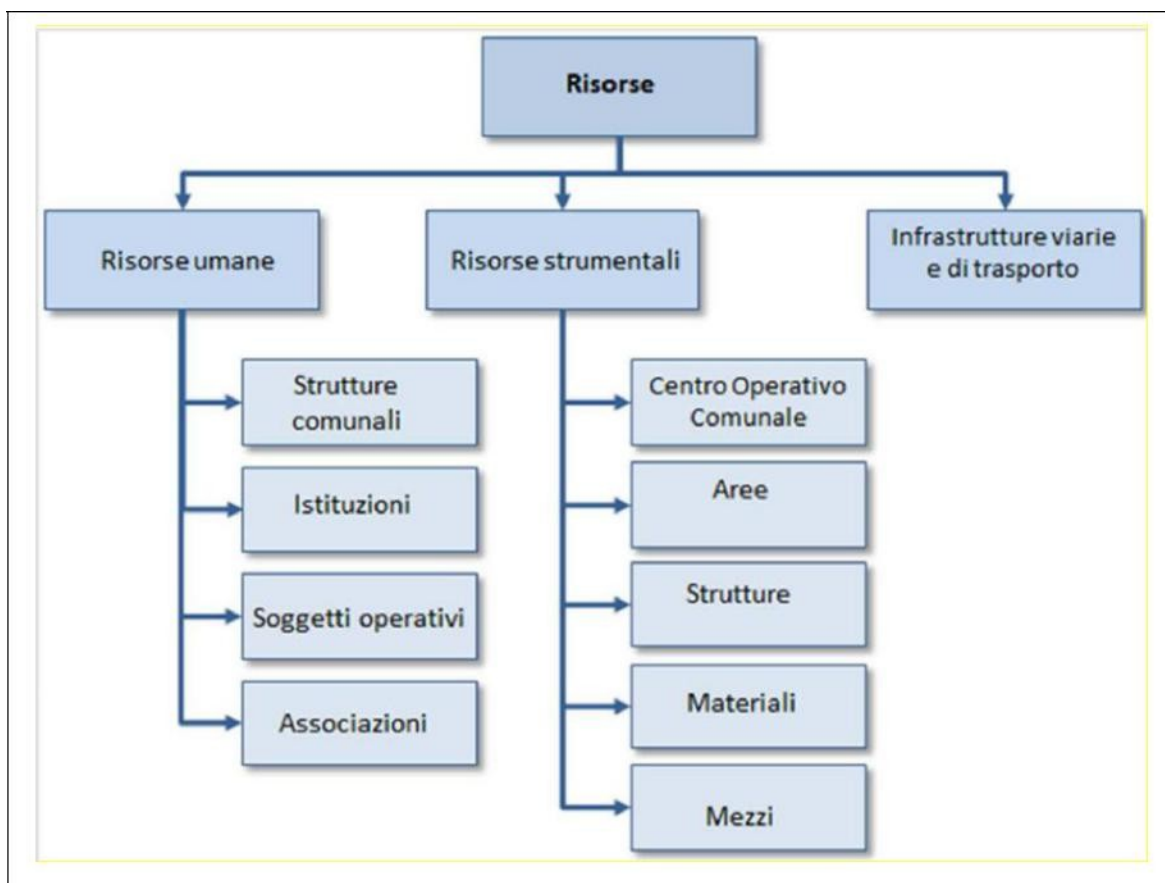 Risorse
Risorse umane
Risorse strumentali
Infrastrutture viarie
e di trasporto
Strutture
comunali
Istituzioni
Soggetti operativi
Associazioni
Centro Operativo
Comunale
Aree
Strutture
Materiali
Mezzi